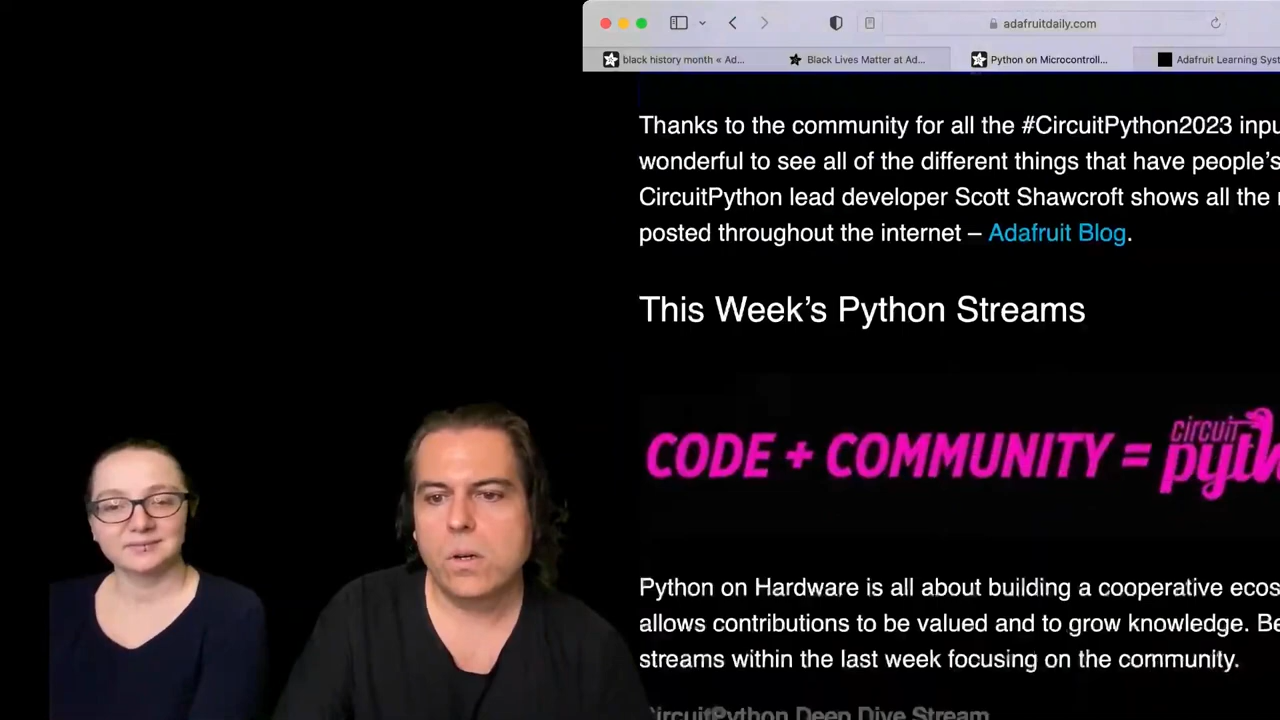 adafruitdaily.com
black history month « Ad...
Black Lives Matter at Ad...
Python on Microcontroll...
Adafruit Learning Syst
Thanks to the community for all the #CircuitPython2023 inpu
wonderful to see all of the different things that have people’s
CircuitPython lead developer Scott Shawcroft shows all the
posted throughout the internet – Adafruit Blog.
This Week’s Python Streams
CODE + COMMUNITY = circuit
pyth
Python on Hardware is all about building a cooperative ecos
allows contributions to be valued and to grow knowledge. Be
streams within the last week focusing on the community.
CircuitPython Deep Dive Stream